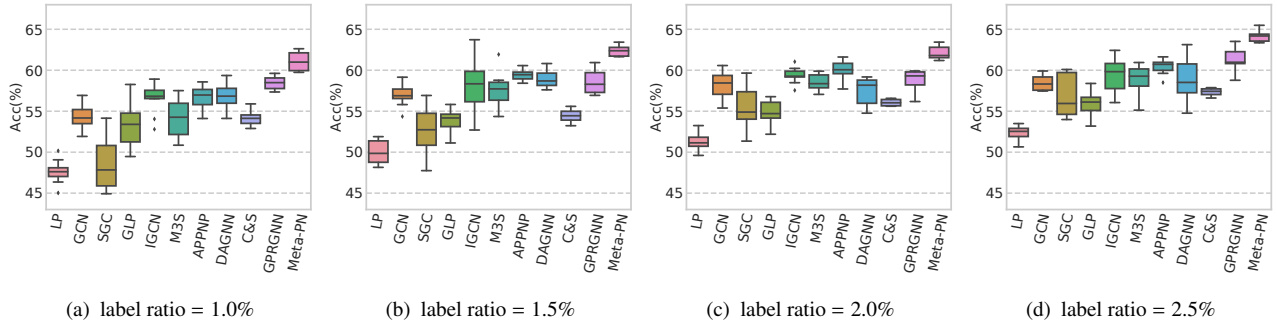 65
60
55
50
45
Acc(%)
LP
GCN
SGC
GLP
IGCN
M3S
APPNP
DAGNN
C&S
GPRGNN
Meta-PN
(a) label ratio = 1.0%
65
60
55
50
45
Acc(%)
LP
GCN
SGC
GLP
IGCN
M3S
APPNP
DAGNN
C&S
GPRGNN
Meta-PN
(b) label ratio = 1.5%
65
60
55
50
45
Acc(%)
LP
GCN
SGC
GLP
IGCN
M3S
APPNP
DAGNN
C&S
GPRGNN
Meta-PN
(c) label ratio = 2.0%
65
60
55
50
45
Acc(%)
LP
GCN
SGC
GLP
IGCN
M3S
APPNP
DAGNN
C&S
GPRGNN
Meta-PN
(d) label ratio = 2.5%